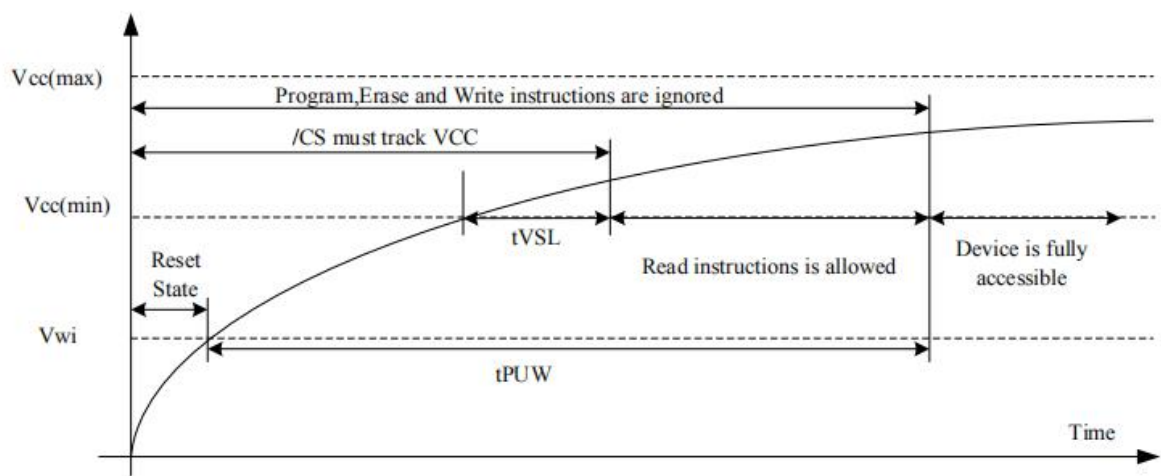 Vcc(max)
Program,Erase and Write instructions are ignored
/CS must track VCC
Vcc(min)
tVSL
Reset
State
Read instructions is allowed
Device is fully
accessible
Vwi
tPUW
Time